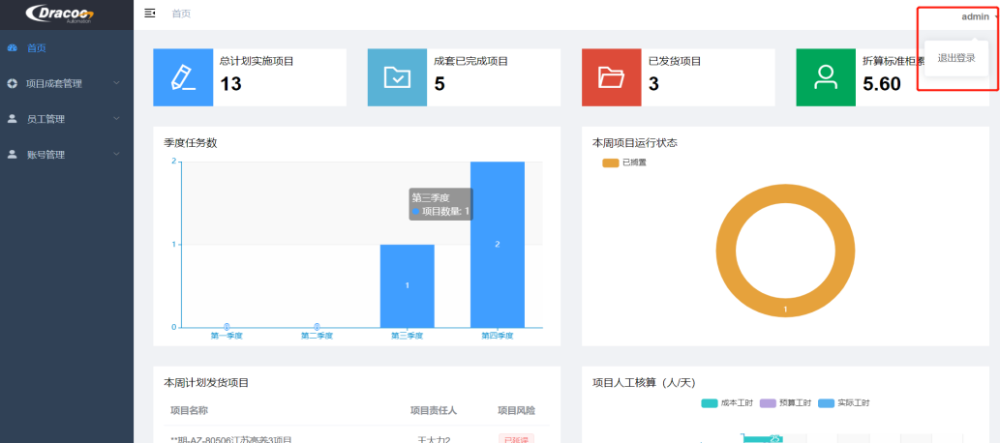 Dracoo
Automation
首页
admin
退出登录
首页
项目成套管理
员工管理
账号管理
总计划实施项目
13
成套已完成项目
5
已发货项目
3
折算标准柜
5.60
季度任务数
2
1
0
第三季度
项目数量: 1
0
0
1
2
第一季度
第二季度
第三季度
第四季度
本周项目运行状态
已搁置
1
本周计划发货项目
项目名称
项目责任人
项目风险
项目人工核算（人/天）
成本工时
预算工时
实际工时
25